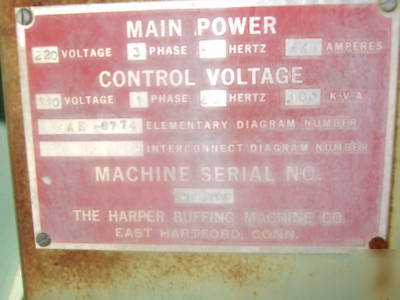 MAIN POWER
220 VOLTAGE 3 PHASE HERTZ AMPERES
CONTROL VOLTAGE
VOLTAGE 1 PHASE HERTZ K-V-A
ELEMENTARY DIAGRAM NUMBER
INTERCONNECT DIAGRAM NUMBER
MACHINE SERIAL NO.
THE HARPER BUFFING MACHINE CO.
EAST HARTFORD, CONN.